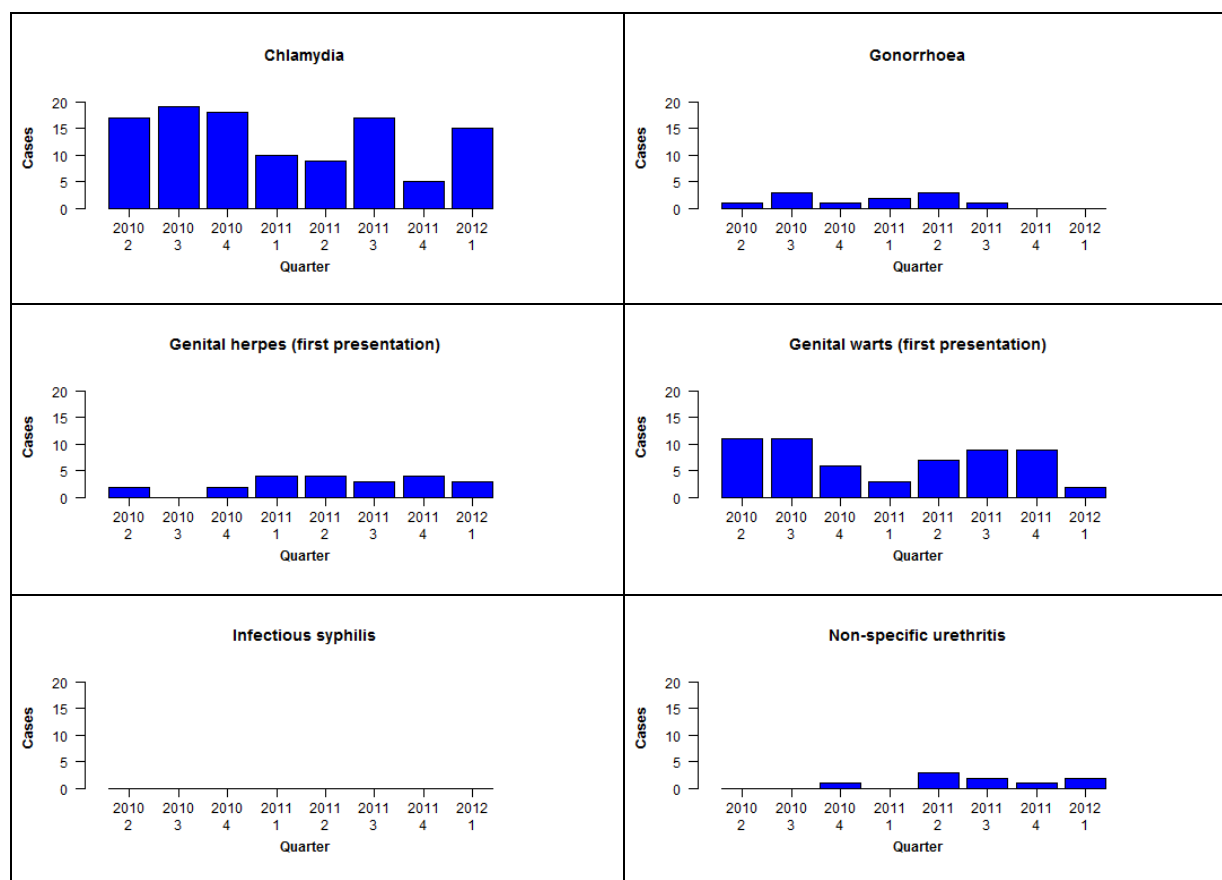 Chlamydia
Cases
20
15
10
5
0
2010 2010 2010 2011 2011 2011 2011 2012
2 3 4 1 2 3 4 1
Quarter
Gonorrhoea
Cases
20
15
10
5
0
2010 2010 2010 2011 2011 2011 2011 2012
2 3 4 1 2 3 4 1
Quarter
Genital herpes (first presentation)
Cases
20
15
10
5
0
2010 2010 2010 2011 2011 2011 2011 2012
2 3 4 1 2 3 4 1
Quarter
Genital warts (first presentation)
Cases
20
15
10
5
0
2010 2010 2010 2011 2011 2011 2011 2012
2 3 4 1 2 3 4 1
Quarter
Infectious syphilis
Cases
20
15
10
5
0
2010 2010 2010 2011 2011 2011 2011 2012
2 3 4 1 2 3 4 1
Quarter
Non-specific urethritis
Cases
20
15
10
5
0
2010 2010 2010 2011 2011 2011 2011 2012
2 3 4 1 2 3 4 1
Quarter